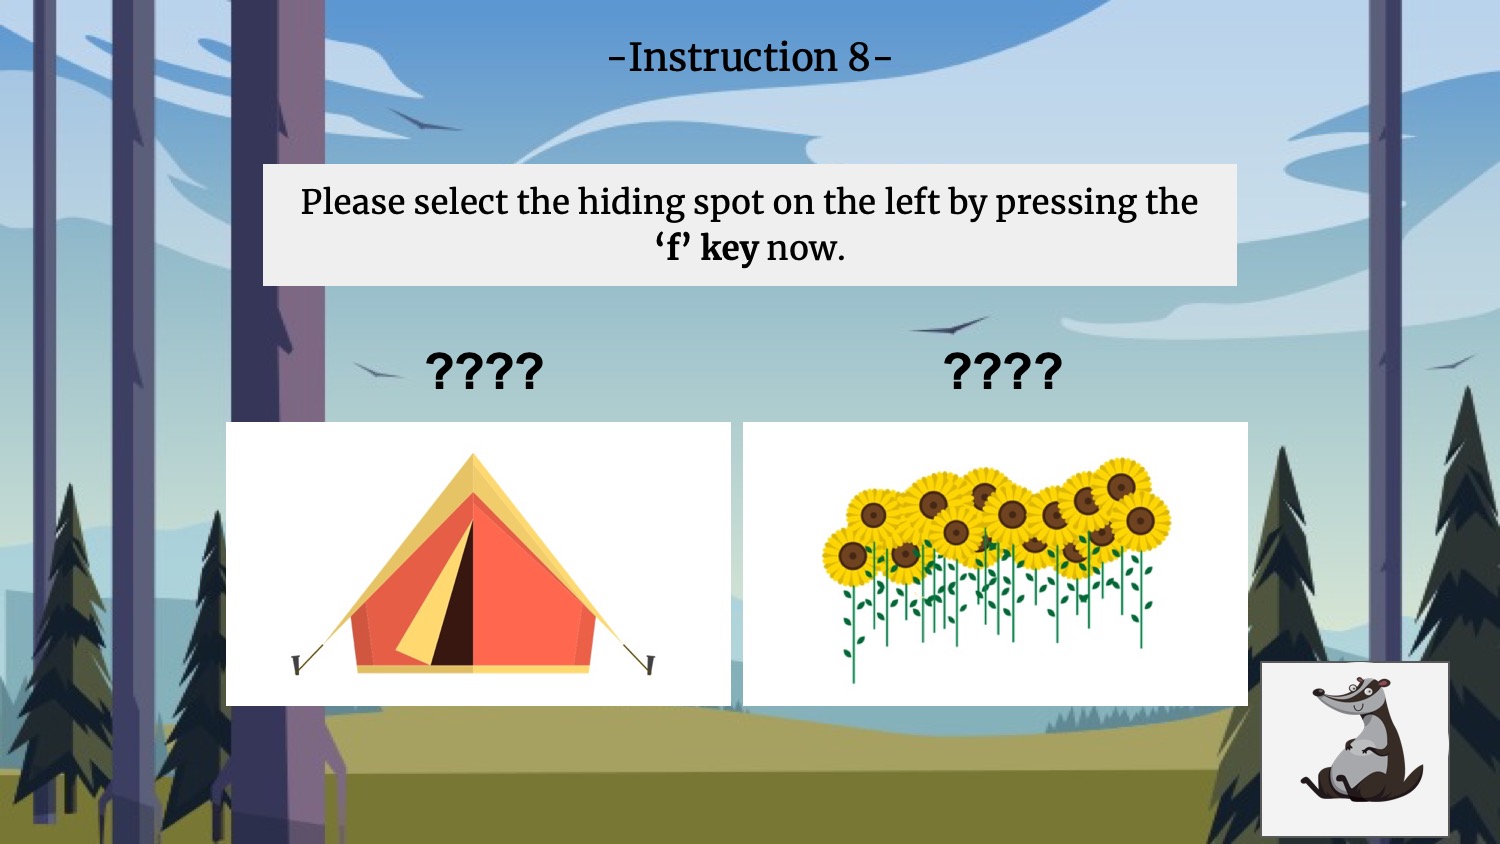 -Instruction 8-
Please select the hiding spot on the left by pressing the
‘f’ key now.
???? ????